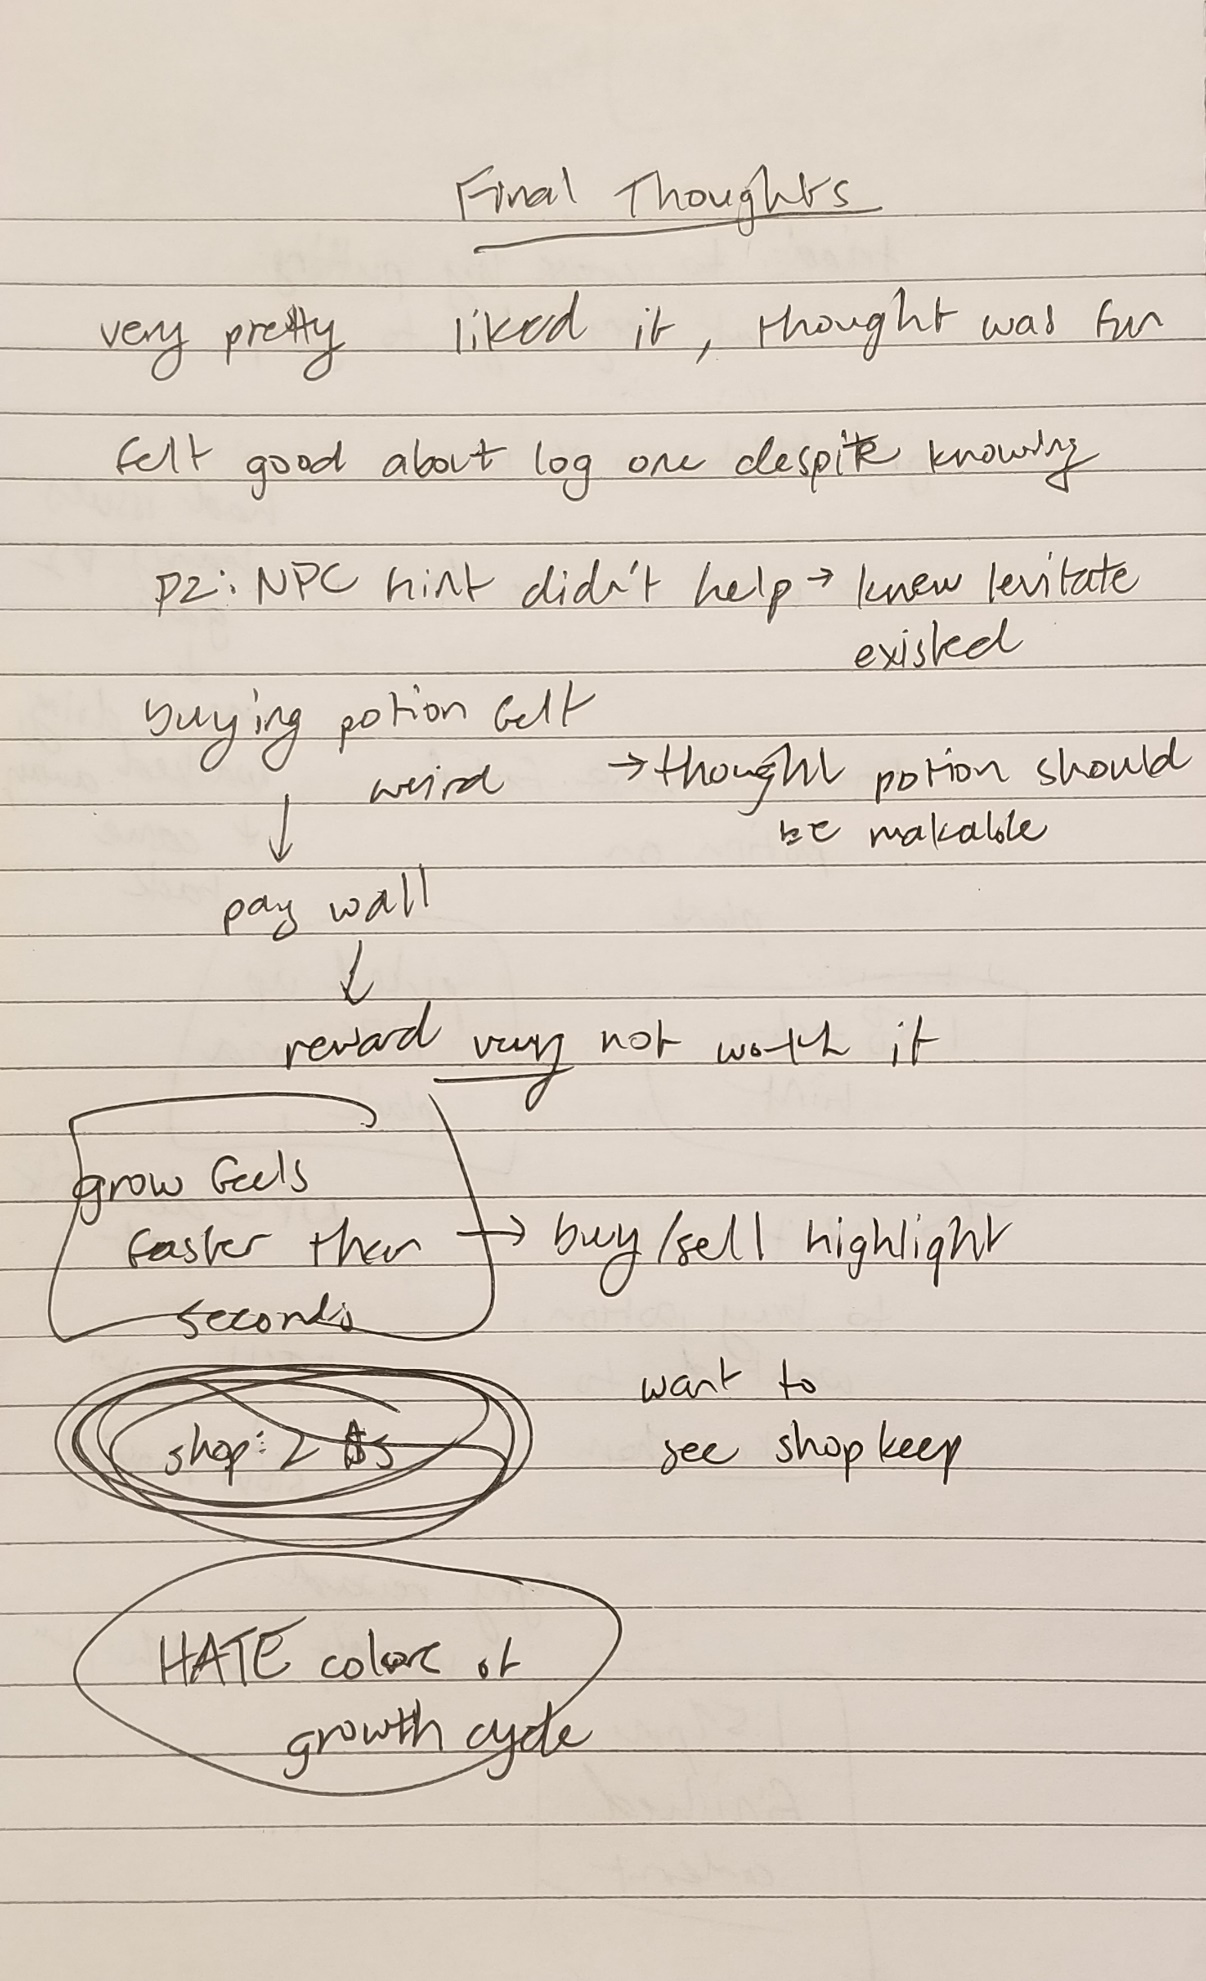 Final Thoughts
very pretty liked it, thought was fun
felt good about log one despite knowing
P2: NPC hint didn't help → knew levitate
existed
buying potion felt
weird → thought potion should
be makable
↓
pay wall
↓
reward very not worth it
grow feels
faster than → buy/sell highlight
seconds
want to
shop: 2 $s see shop keep
HATE colors of
growth cycle